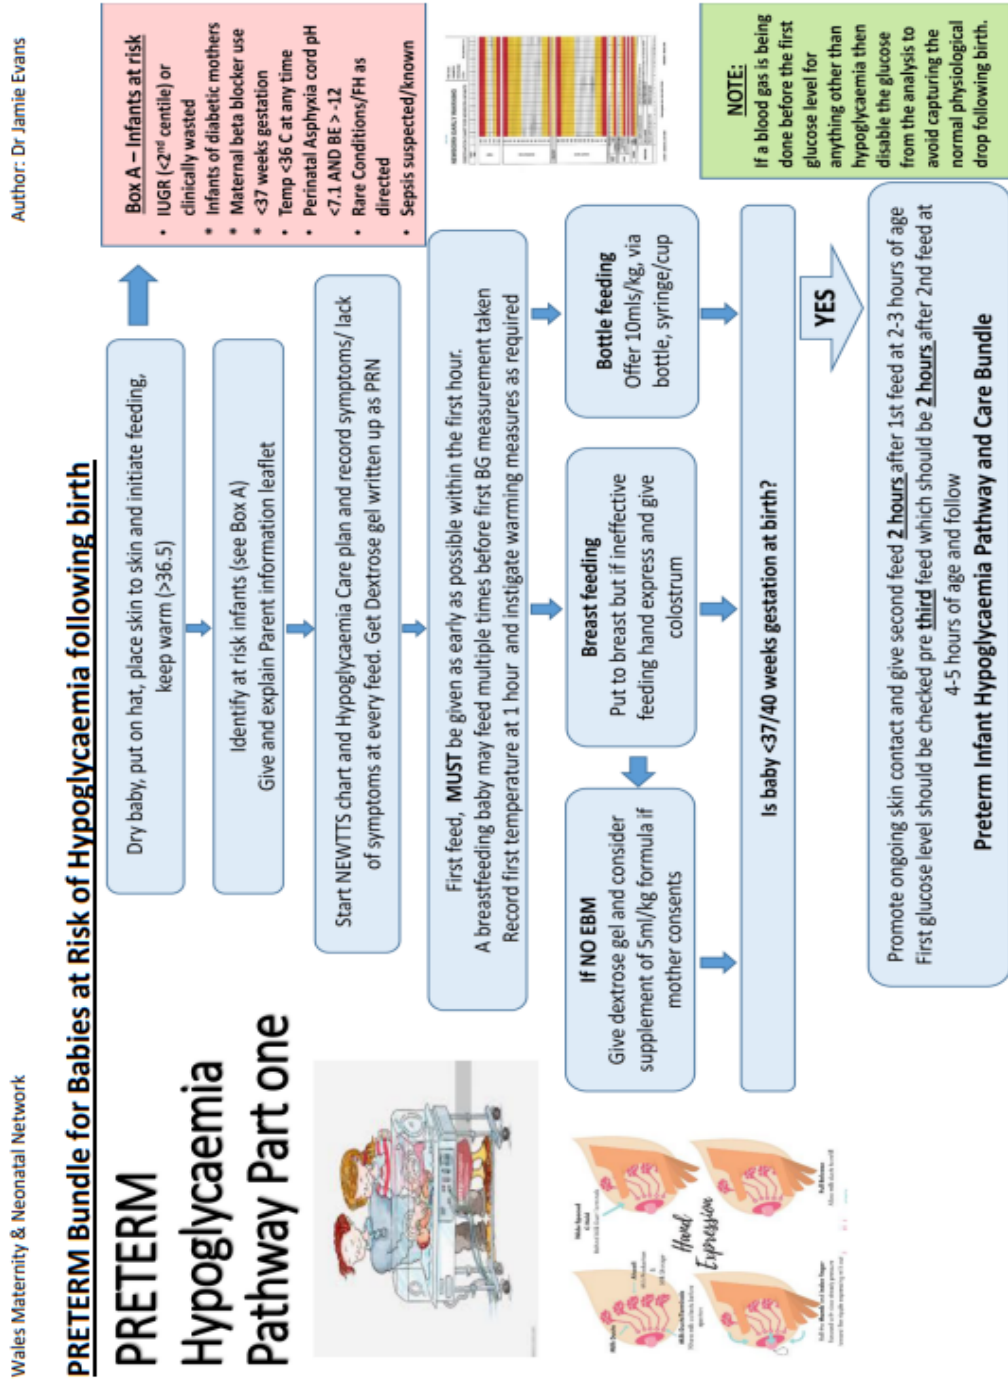 Wales Maternity & Neonatal Network
Author: Dr Jamie Evans
PRETERM Bundle for Babies at Risk of Hypoglycaemia following birth
PRETERM
Hypoglycaemia
Pathway Part one
Dry baby, put on hat, place skin to skin and initiate feeding,
keep warm (>36.5)
Box A – Infants at risk
• IUGR (<2nd centile) or
clinically wasted
* Infants of diabetic mothers
* Maternal beta blocker use
* <37 weeks gestation
• Temp <36 C at any time
• Perinatal Asphyxia cord pH
<7.1 AND BE > -12
• Rare Conditions/FH as
directed
• Sepsis suspected/known
Identify at risk infants (see Box A)
Give and explain Parent information leaflet
Start NEWTTS chart and Hypoglycaemia Care plan and record symptoms/ lack
of symptoms at every feed. Get Dextrose gel written up as PRN
First feed, MUST be given as early as possible within the first hour.
A breastfeeding baby may feed multiple times before first BG measurement taken
Record first temperature at 1 hour and instigate warming measures as required
If NO EBM
Give dextrose gel and consider
supplement of 5ml/kg formula if
mother consents
Breast feeding
Put to breast but if ineffective
feeding hand express and give
colostrum
Bottle feeding
Offer 10mls/kg, via
bottle, syringe/cup
Is baby <37/40 weeks gestation at birth?
YES
NOTE:
If a blood gas is being
done before the first
glucose level for
anything other than
hypoglycaemia then
disable the glucose
from the analysis to
avoid capturing the
normal physiological
drop following birth.
Promote ongoing skin contact and give second feed 2 hours after 1st feed at 2-3 hours of age
First glucose level should be checked pre third feed which should be 2 hours after 2nd feed at
4-5 hours of age and follow
Preterm Infant Hypoglycaemia Pathway and Care Bundle
Hand
Expression